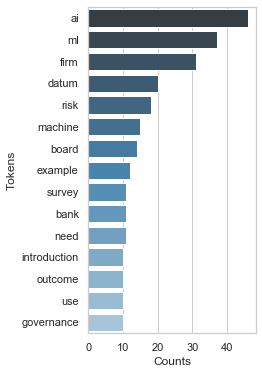 ai
ml
firm
datum
risk
machine
board
example
survey
bank
need
introduction
outcome
use
governance
Tokens
0 10 20 30 40
Counts